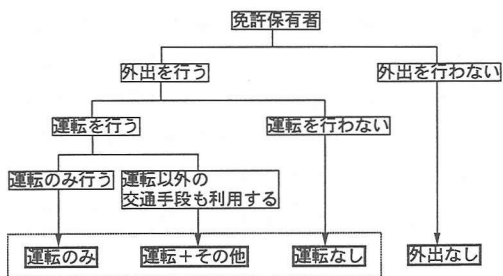 免許保有者
外出を行う
外出を行わない
運転を行う
運転を行わない
運転のみ行う
運転以外の
交通手段も利用する
運転のみ
運転+その他
運転なし
外出なし